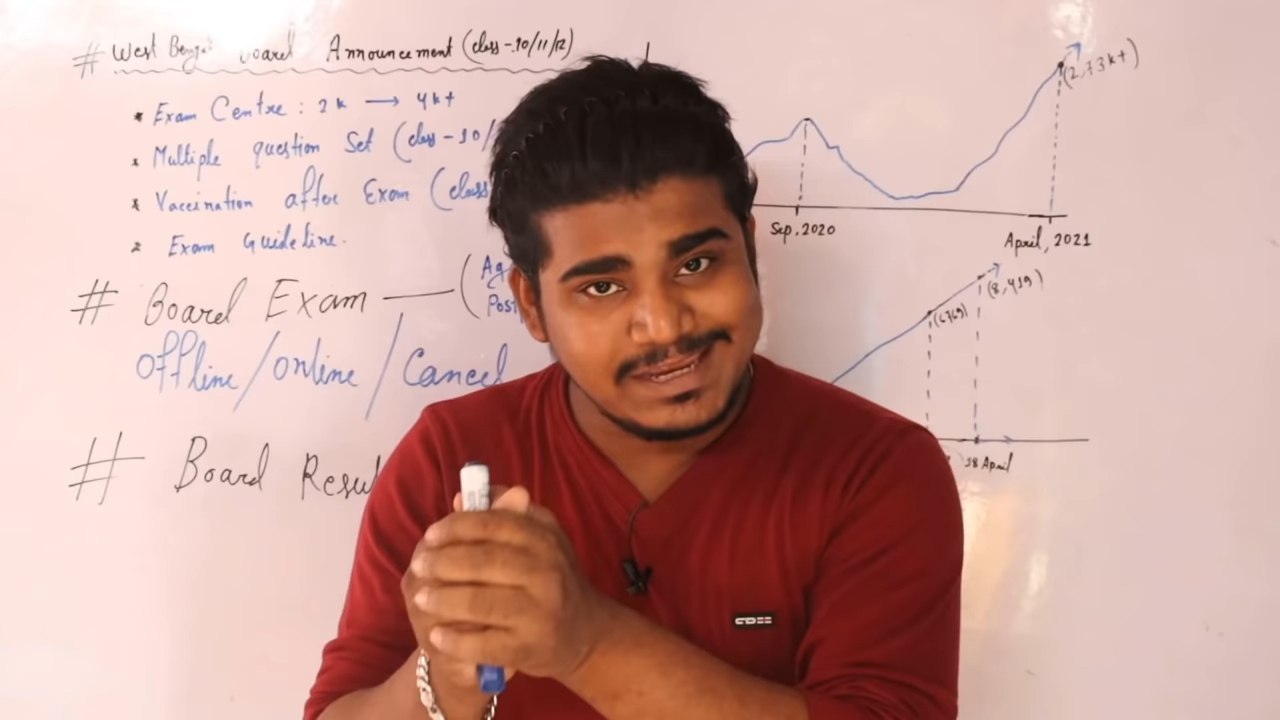 # West Bengal Board Announcement (class-10/11/12)
* Exam Centre : 2k → 4k+
* Multiple question Set (class-10/
* Vaccination after Exam (class
* Exam Guideline.
# Board Exam — (
Post
offline/online/Cancel
# Board Resul
(2,73k+)
Sep, 2020
April, 2021
(8,419)
(6769)
18 April